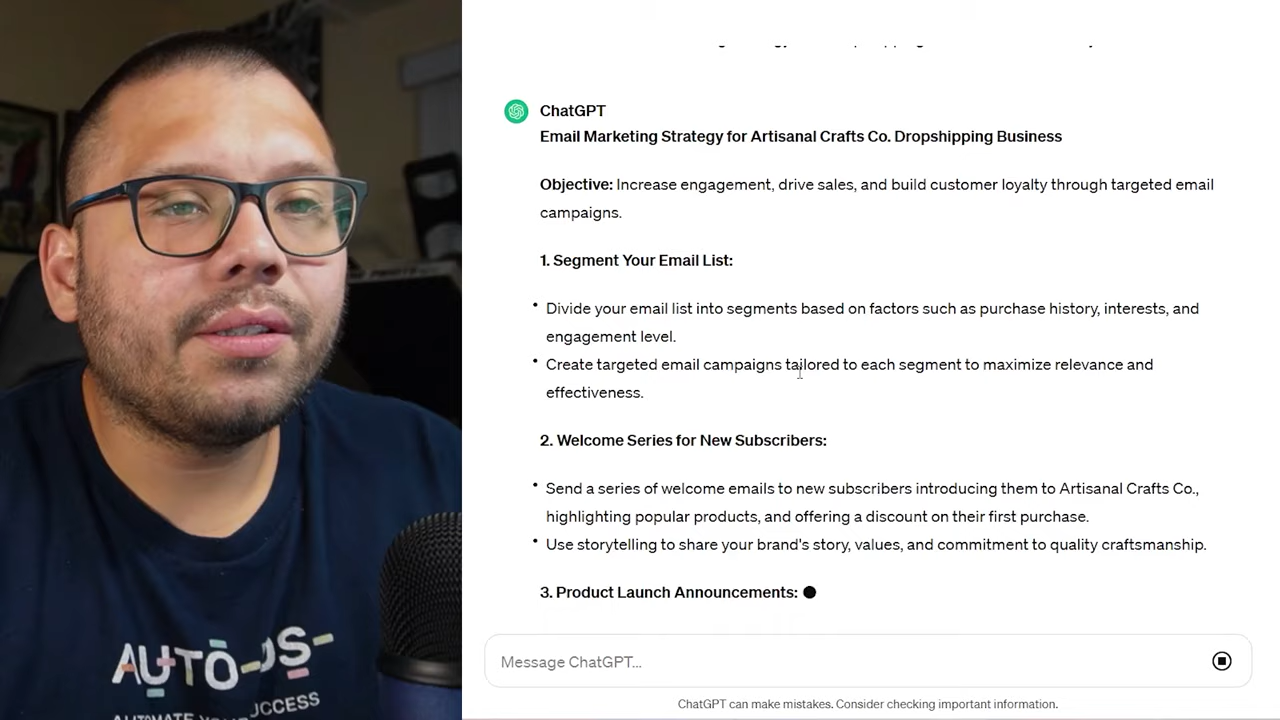 ChatGPT
Email Marketing Strategy for Artisanal Crafts Co. Dropshipping Business
Objective: Increase engagement, drive sales, and build customer loyalty through targeted email
campaigns.
1. Segment Your Email List:
• Divide your email list into segments based on factors such as purchase history, interests, and
engagement level.
• Create targeted email campaigns tailored to each segment to maximize relevance and
effectiveness.
2. Welcome Series for New Subscribers:
• Send a series of welcome emails to new subscribers introducing them to Artisanal Crafts Co.,
highlighting popular products, and offering a discount on their first purchase.
• Use storytelling to share your brand's story, values, and commitment to quality craftsmanship.
3. Product Launch Announcements:
Message ChatGPT...
ChatGPT can make mistakes. Consider checking important information.
AUTO-DS-
AUTOMATE YOUR SUCCESS